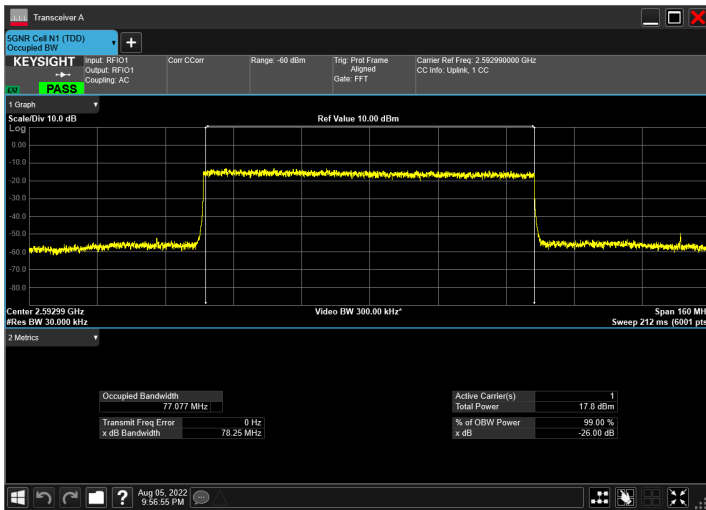 Transceiver A
5GNR Cell N1 (TDD)
Occupied BW
+
KEYSIGHT
LXI
PASS
Input: RFIO1
Output: RFIO1
Coupling: AC
Corr CCorr
Range: -60 dBm
Trig: Prot Frame
Aligned
Gate: FFT
Carrier Ref Freq: 2.592990000 GHz
CC Info: Uplink, 1 CC
1 Graph
Scale/Div 10.0 dB
Ref Value 10.00 dBm
Log
0.00
-10.0
-20.0
-30.0
-40.0
-50.0
-60.0
-70.0
-80.0
Center 2.59299 GHz
Video BW 300.00 kHz*
Span 160 MH
#Res BW 30.000 kHz
Sweep 212 ms (6001 pts
2 Metrics
Occupied Bandwidth
77.077 MHz
Transmit Freq Error 0 Hz
x dB Bandwidth 78.25 MHz
Active Carrier(s) 1
Total Power 17.8 dBm
% of OBW Power 99.00 %
x dB -26.00 dB
?
Aug 05, 2022
9:56:55 PM